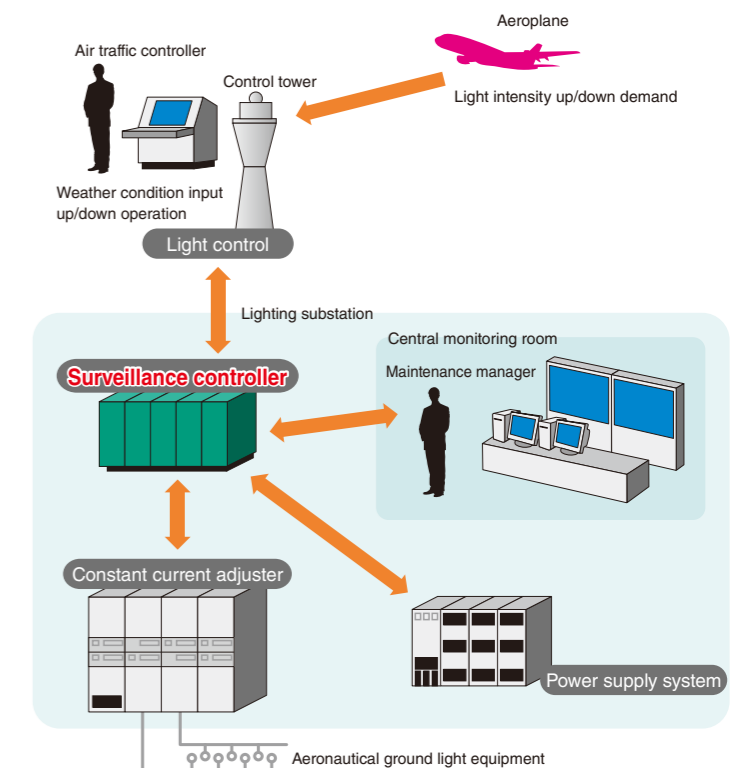 Aeroplane
Air traffic controller
Control tower
Light intensity up/down demand
Weather condition input
up/down operation
Light control
Lighting substation
Central monitoring room
Surveillance controller
Maintenance manager
Constant current adjuster
Power supply system
Aeronautical ground light equipment